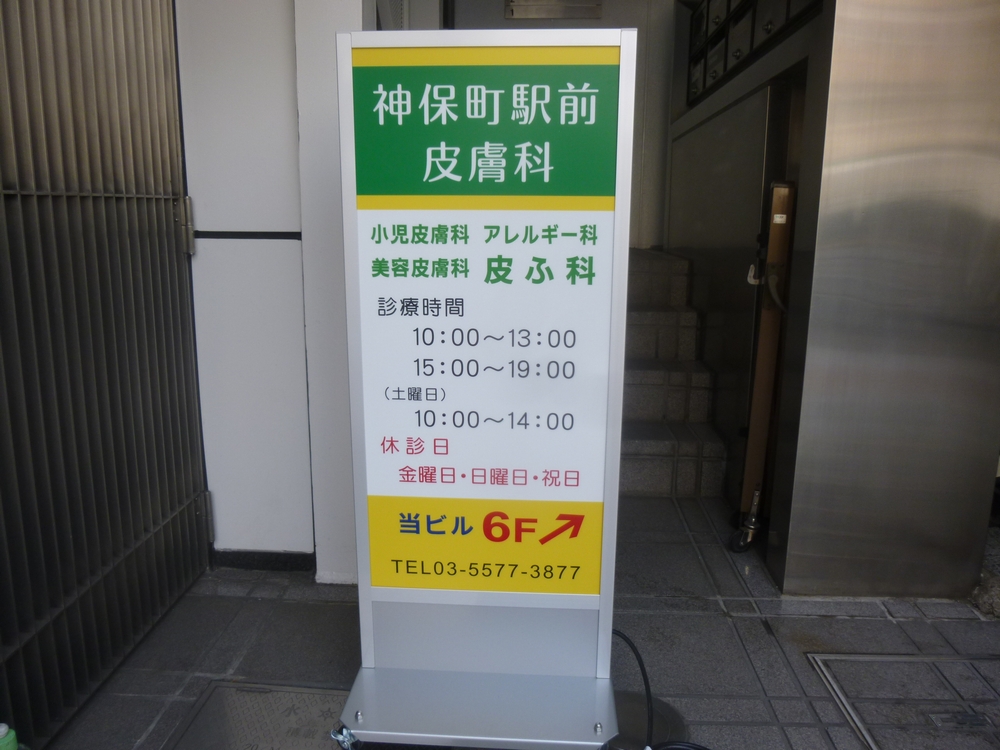 神保町駅前
皮膚科
小児皮膚科 アレルギー科
美容皮膚科 皮ふ科
診療時間
10:00～13:00
15:00～19:00
(土曜日)
10:00～14:00
休診日
金曜日・日曜日・祝日
当ビル 6F
TEL03-5577-3877